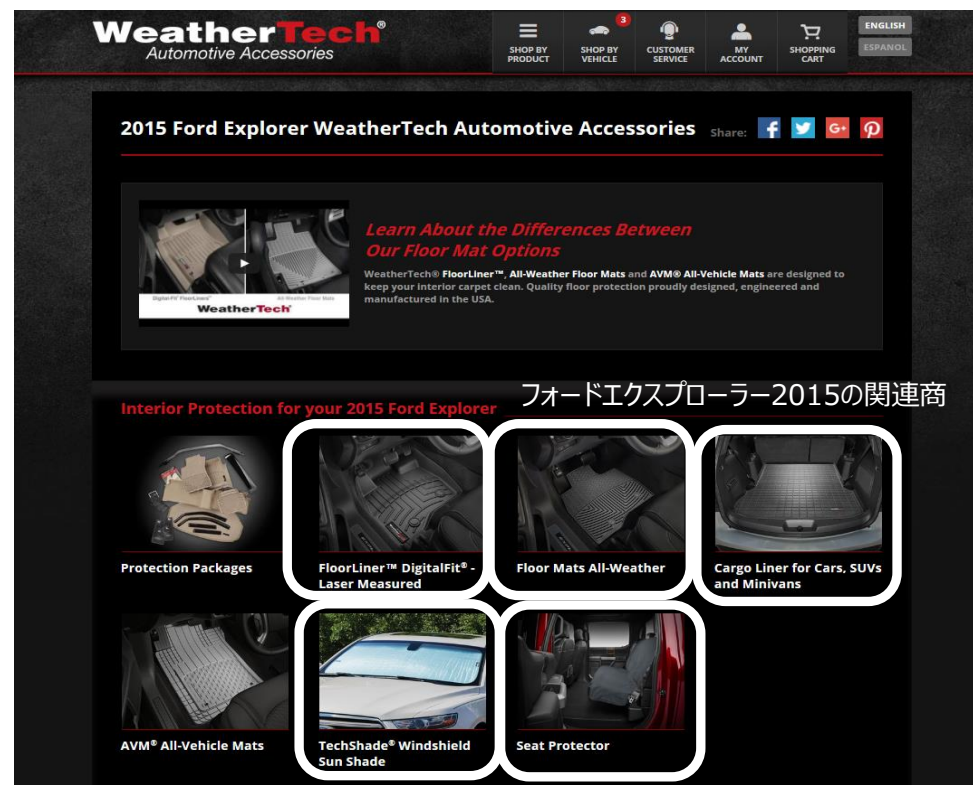 WeatherTech®
Automotive Accessories
SHOP BY
PRODUCT
3
SHOP BY
VEHICLE
CUSTOMER
SERVICE
MY
ACCOUNT
SHOPPING
CART
ENGLISH
ESPANOL
2015 Ford Explorer WeatherTech Automotive Accessories
Share:
f
G+
Learn About the Differences Between
Our Floor Mat Options
WeatherTech® FloorLiner™, All-Weather Floor Mats and AVM® All-Vehicle Mats are designed to
keep your interior carpet clean. Quality floor protection proudly designed, engineered and
manufactured in the USA.
Digital-Fit® FloorLiners™
All-Weather Floor Mats
WeatherTech®
フォードエクスプローラー2015の関連商
Interior Protection for your 2015 Ford Explorer
Protection Packages
FloorLiner™ DigitalFit® -
Laser Measured
Floor Mats All-Weather
Cargo Liner for Cars, SUVs
and Minivans
AVM® All-Vehicle Mats
TechShade® Windshield
Sun Shade
Seat Protector